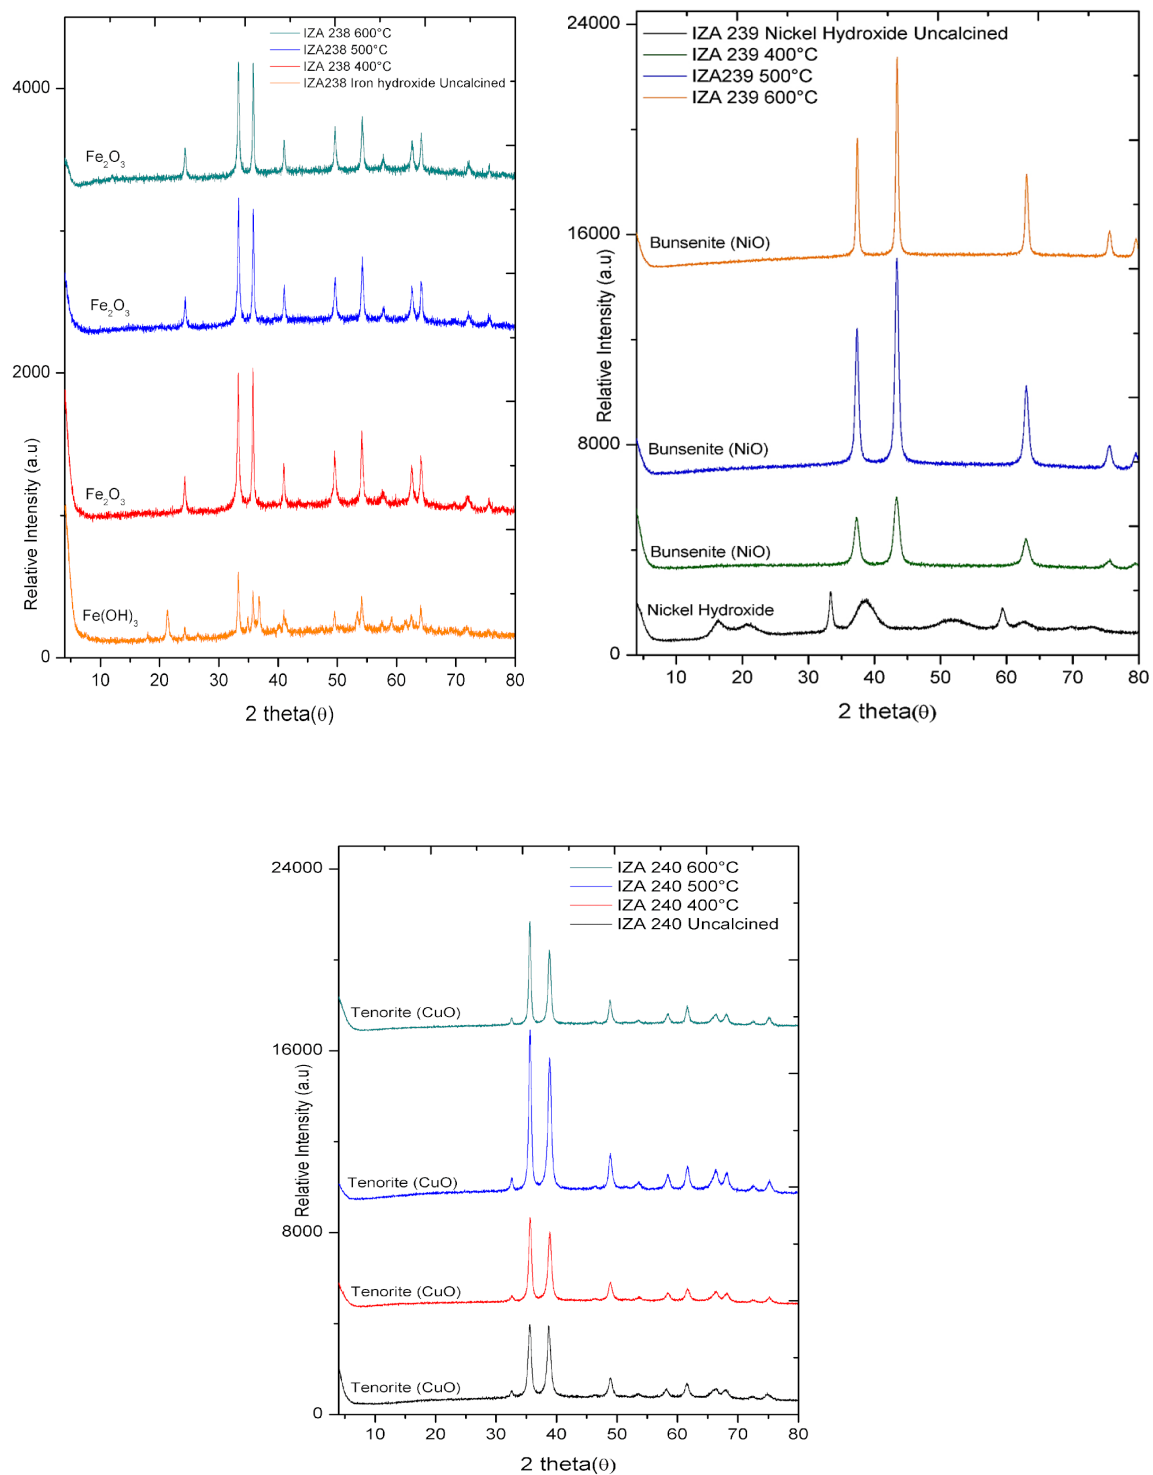 IZA 238 600°C
IZA238 500°C
IZA 238 400°C
IZA238 Iron hydroxide Uncalcined
4000
2000
0
Relative Intensity (a.u)
Fe₂O₃
Fe₂O₃
Fe₂O₃
Fe(OH)₃
10 20 30 40 50 60 70 80
2 theta(θ)
IZA 239 Nickel Hydroxide Uncalcined
IZA 239 400°C
IZA239 500°C
IZA 239 600°C
24000
16000
8000
0
Relative Intensity (a.u)
Bunsenite (NiO)
Bunsenite (NiO)
Bunsenite (NiO)
Nickel Hydroxide
10 20 30 40 50 60 70 80
2 theta(θ)
IZA 240 600°C
IZA 240 500°C
IZA 240 400°C
IZA 240 Uncalcined
24000
16000
8000
0
Relative Intensity (a.u)
Tenorite (CuO)
Tenorite (CuO)
Tenorite (CuO)
Tenorite (CuO)
10 20 30 40 50 60 70 80
2 theta(θ)